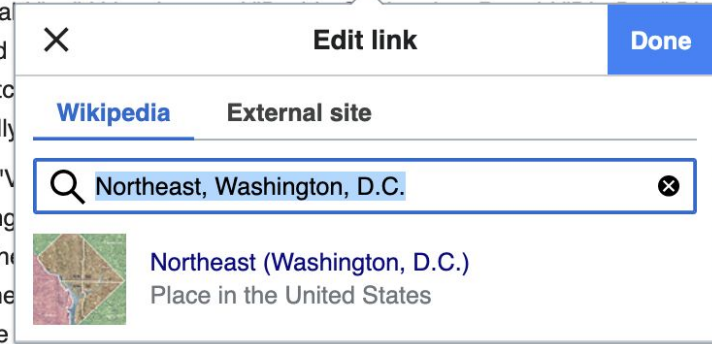 Edit link
Done
Wikipedia
External site
Northeast, Washington, D.C.
Northeast (Washington, D.C.)
Place in the United States